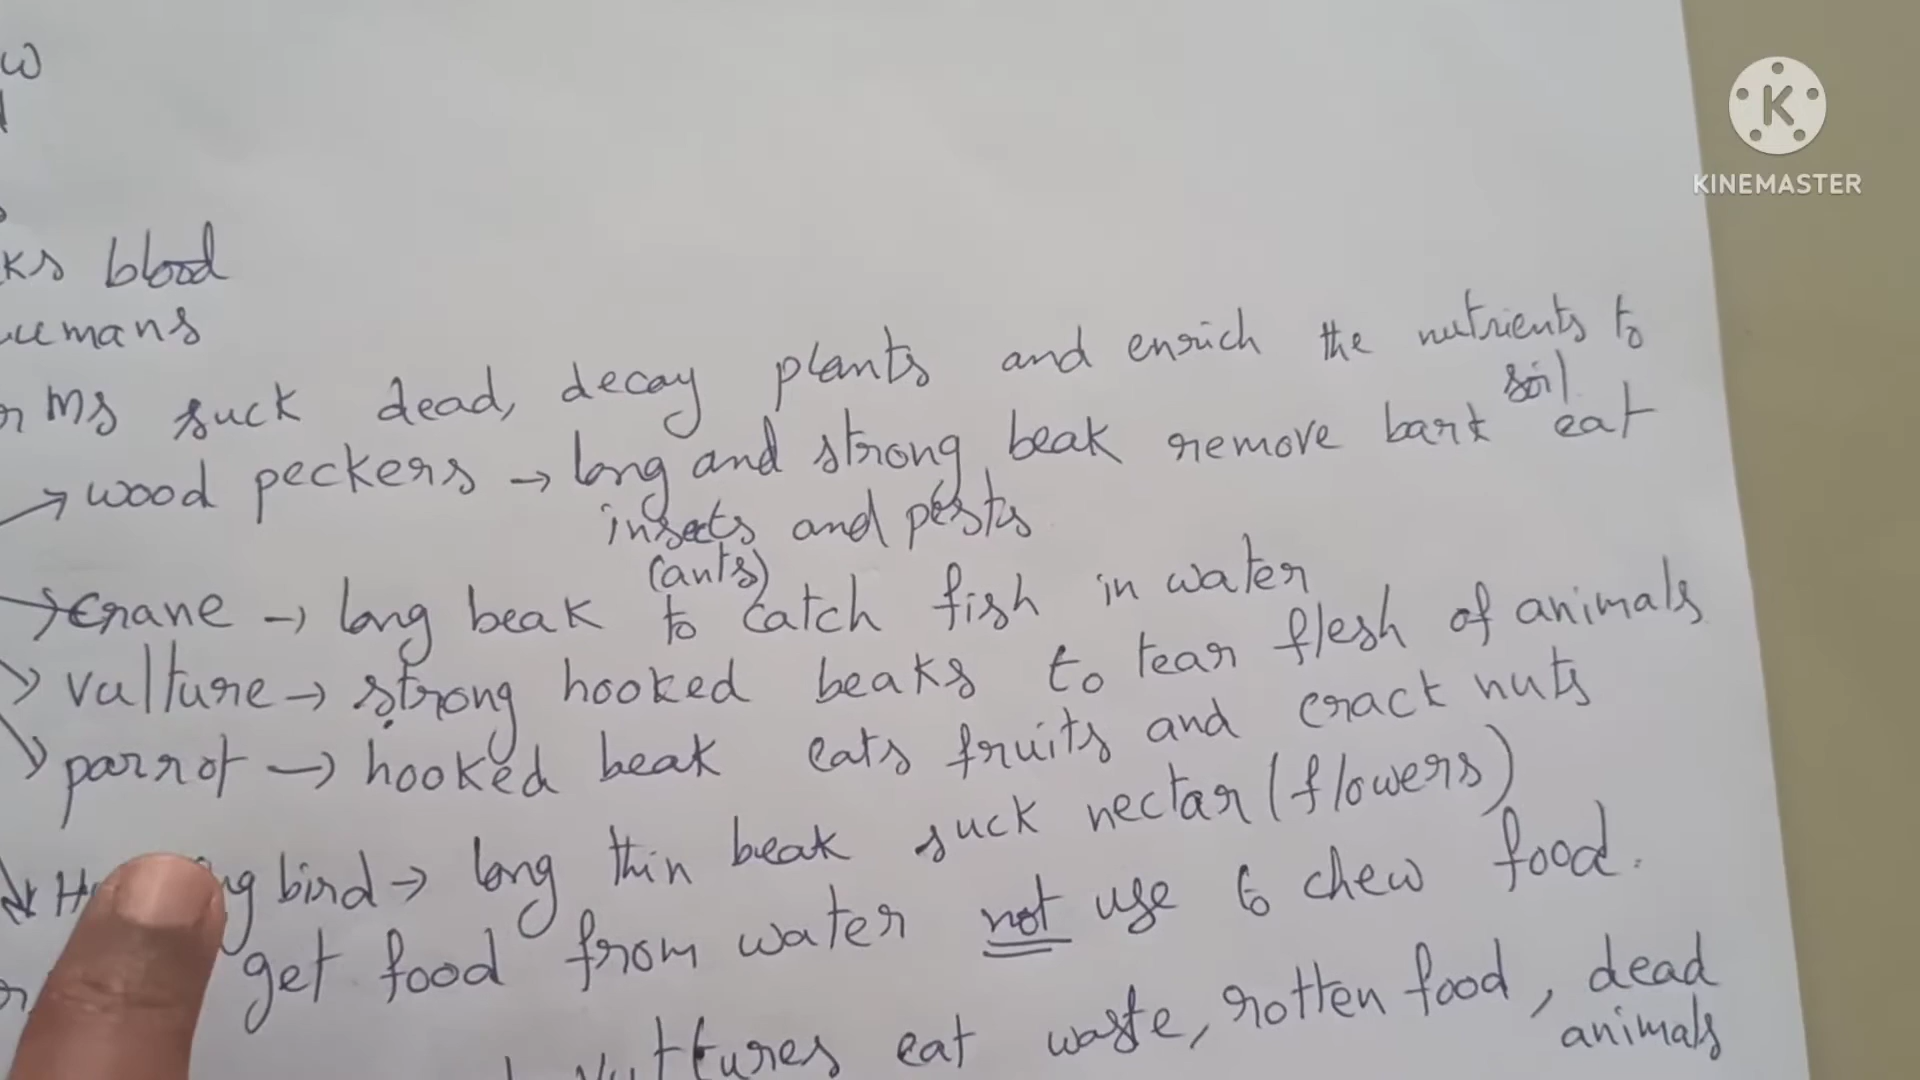 w
KINEMASTER
ks blood
umans
rms suck dead, decay plants and enrich the nutrients to
soil
→ wood peckers → long and strong beak remove bark eat
insects and pests
(ants)
→ crane → long beak to catch fish in water
→ vulture → strong hooked beaks to tear flesh of animals
→ parrot → hooked beak eats fruits and crack nuts
bird → long thin beak suck nectar (flowers)
get food from water not use to chew food.
eat waste, rotten food, dead
animals